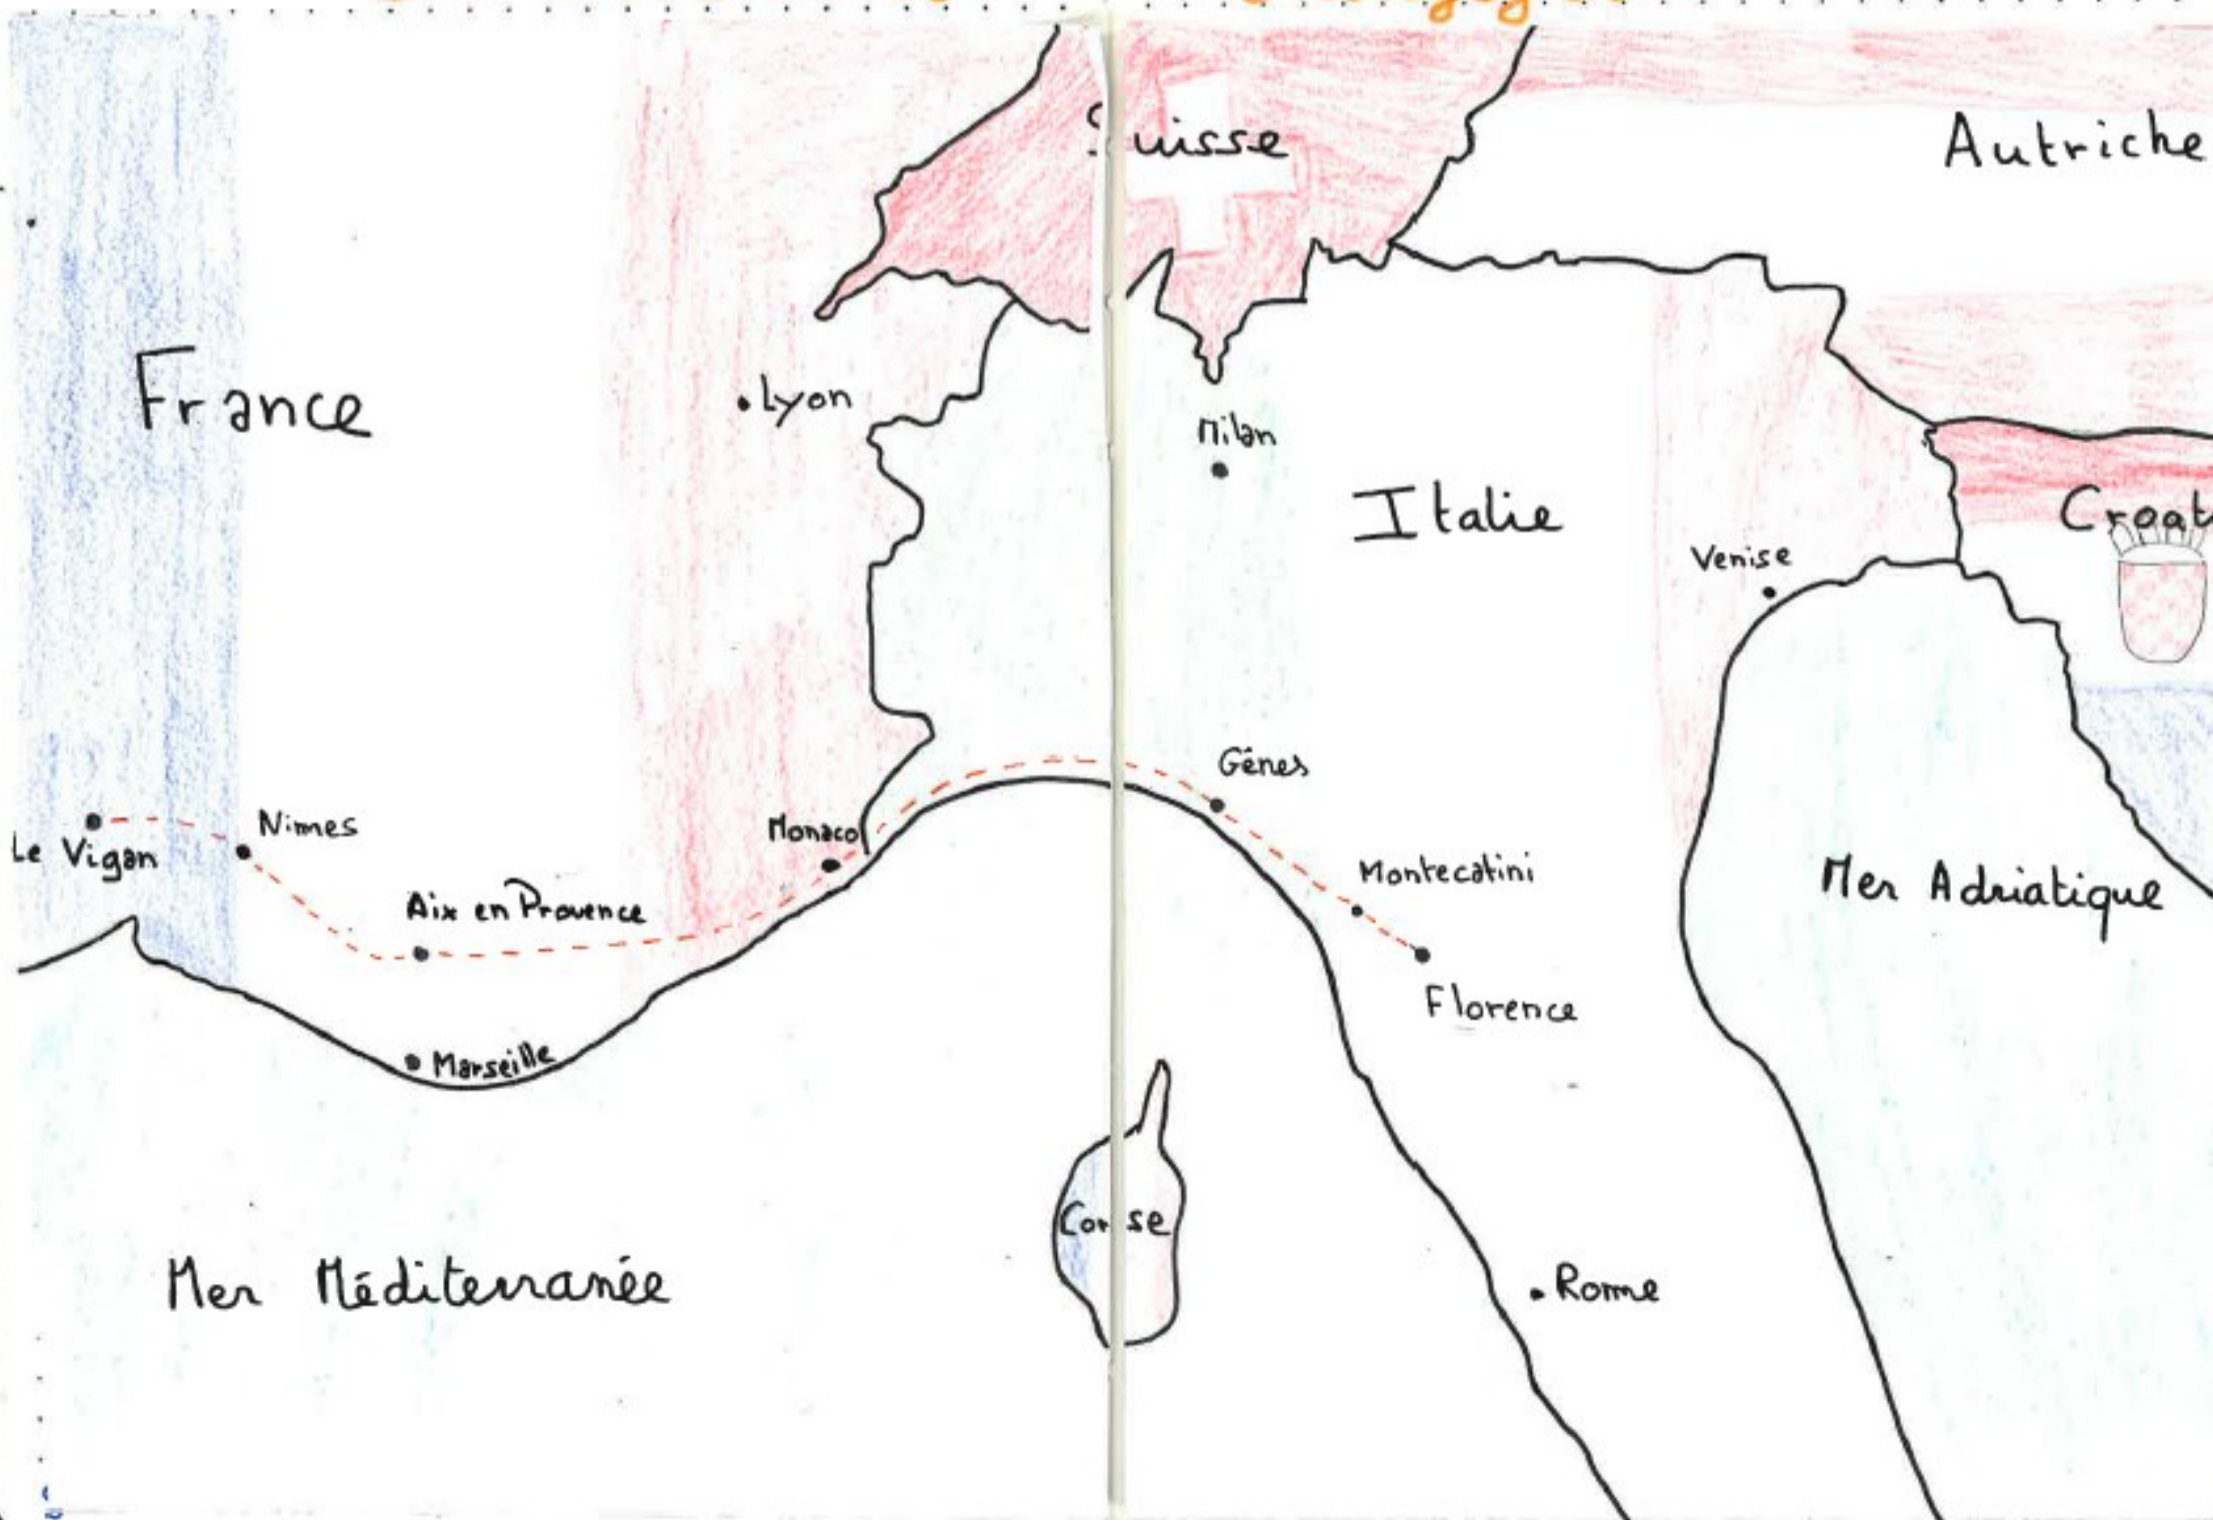 Suisse
Autriche
France
Lyon
Milan
Italie
Croat
Venise
Gênes
Nimes
Monaco
Le Vigan
Montecatini
Mer Adriatique
Aix en Provence
Florence
Marseille
Corse
Mer Méditerranée
Rome